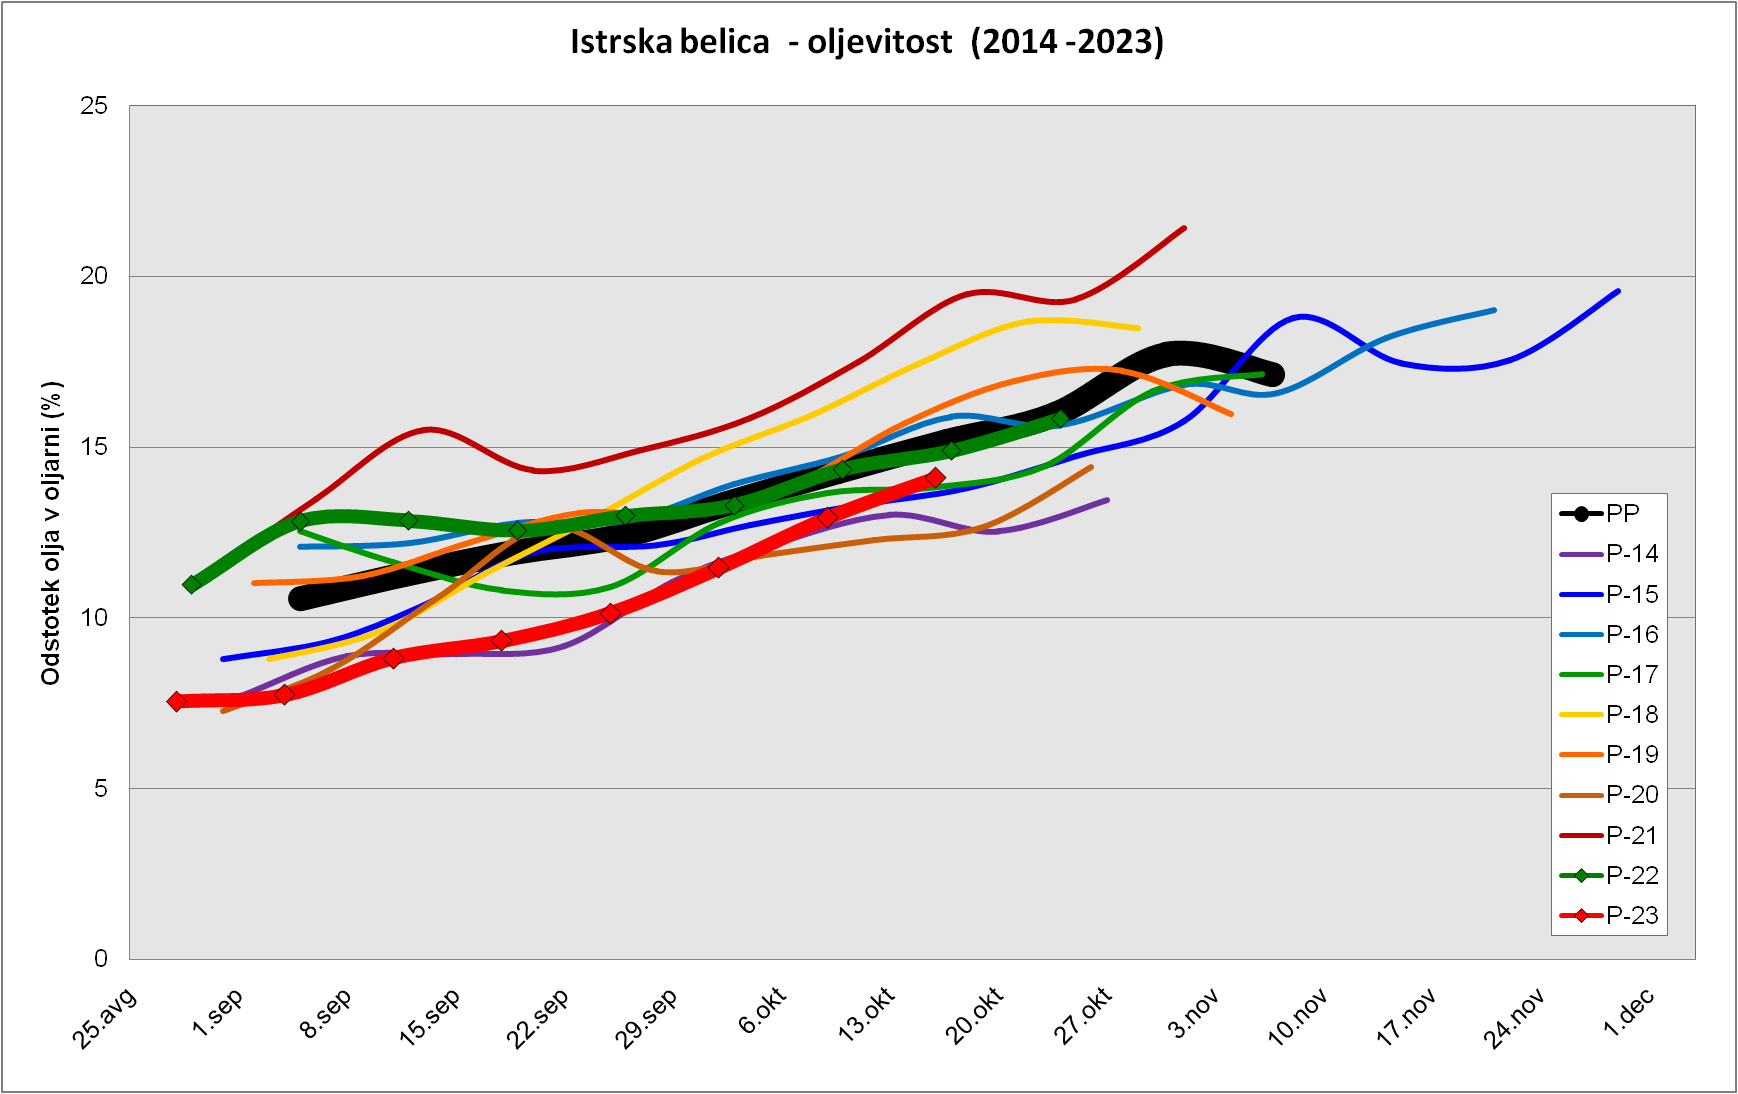 Istrska belica - oljevitost (2014 -2023)
Odstotek olja v oljarni (%)
25
20
15
10
5
0
25.avg
1.sep
8.sep
15.sep
22.sep
29.sep
6.okt
13.okt
20.okt
27.okt
3.nov
10.nov
17.nov
24.nov
1.dec
PP
P-14
P-15
P-16
P-17
P-18
P-19
P-20
P-21
P-22
P-23